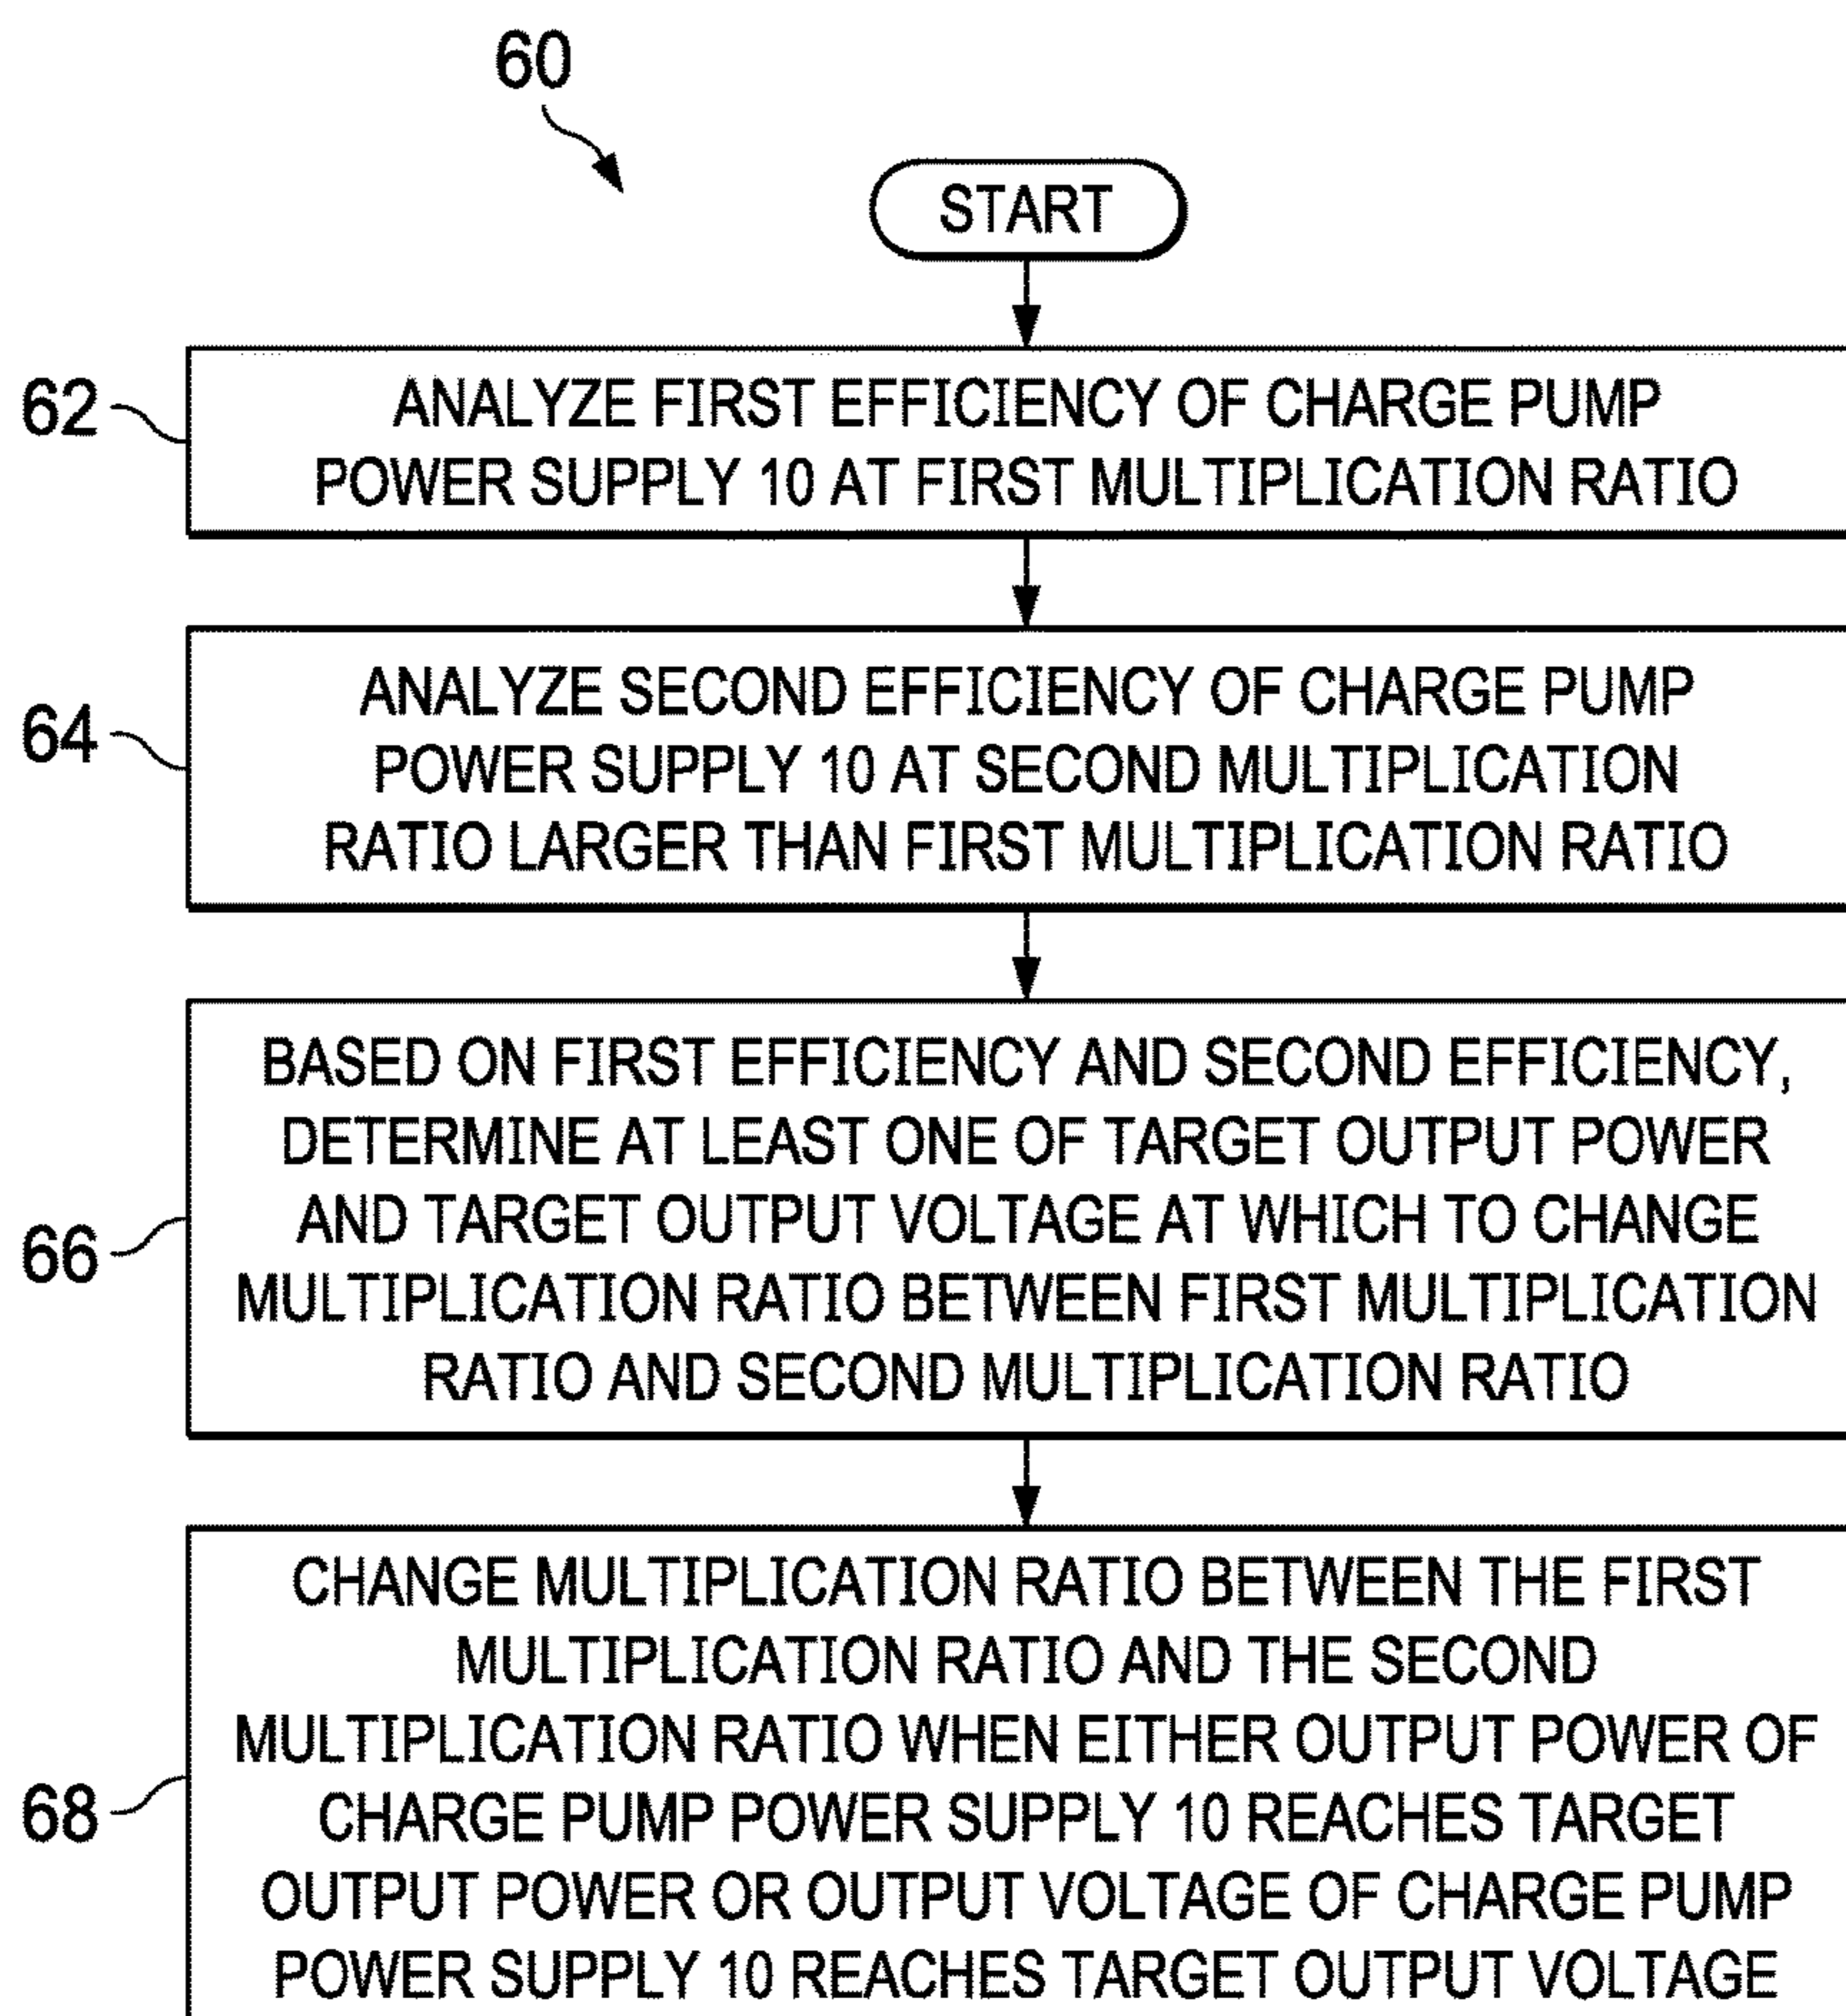 60
START
62
ANALYZE FIRST EFFICIENCY OF CHARGE PUMP
POWER SUPPLY 10 AT FIRST MULTIPLICATION RATIO
64
ANALYZE SECOND EFFICIENCY OF CHARGE PUMP
POWER SUPPLY 10 AT SECOND MULTIPLICATION
RATIO LARGER THAN FIRST MULTIPLICATION RATIO
66
BASED ON FIRST EFFICIENCY AND SECOND EFFICIENCY,
DETERMINE AT LEAST ONE OF TARGET OUTPUT POWER
AND TARGET OUTPUT VOLTAGE AT WHICH TO CHANGE
MULTIPLICATION RATIO BETWEEN FIRST MULTIPLICATION
RATIO AND SECOND MULTIPLICATION RATIO
68
CHANGE MULTIPLICATION RATIO BETWEEN THE FIRST
MULTIPLICATION RATIO AND THE SECOND
MULTIPLICATION RATIO WHEN EITHER OUTPUT POWER OF
CHARGE PUMP POWER SUPPLY 10 REACHES TARGET
OUTPUT POWER OR OUTPUT VOLTAGE OF CHARGE PUMP
POWER SUPPLY 10 REACHES TARGET OUTPUT VOLTAGE